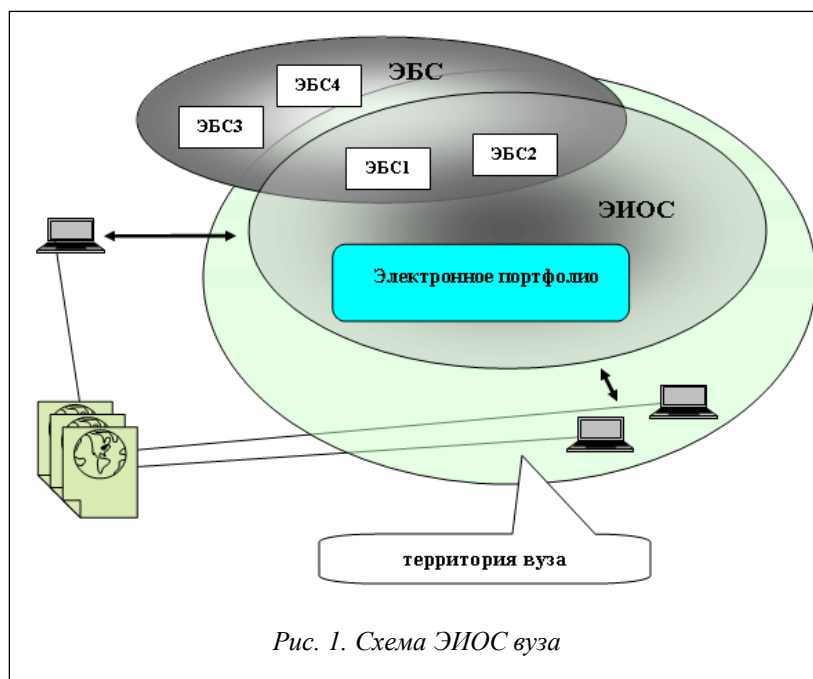 ЭБС
ЭБС4
ЭБС3
ЭБС1
ЭБС2
ЭИОС
Электронное портфолио
территория вуза
Рис. 1. Схема ЭИОС вуза